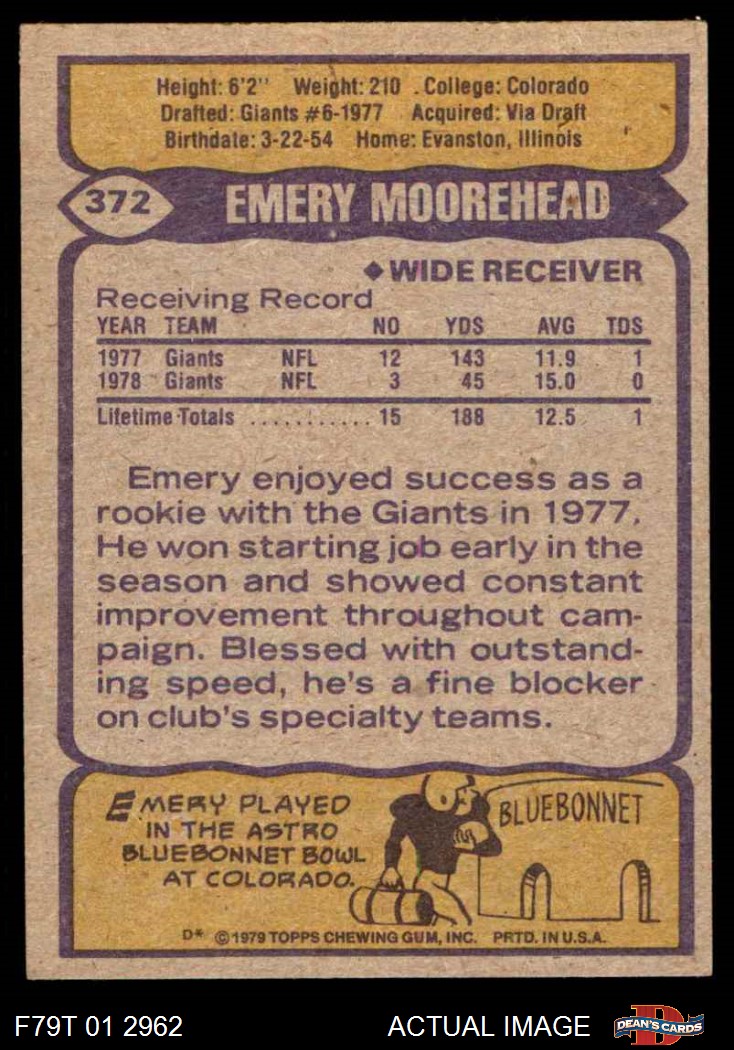 Height: 6'2" Weight: 210 . College: Colorado
Drafted: Giants #6-1977 Acquired: Via Draft
Birthdate: 3-22-54 Home: Evanston, Illinois
372 EMERY MOOREHEAD
◆ WIDE RECEIVER
Receiving Record
YEAR TEAM NO YDS AVG TDS
1977 Giants NFL 12 143 11.9 1
1978 Giants NFL 3 45 15.0 0
Lifetime Totals ........... 15 188 12.5 1
Emery enjoyed success as a
rookie with the Giants in 1977.
He won starting job early in the
season and showed constant
improvement throughout cam-
paign. Blessed with outstand-
ing speed, he's a fine blocker
on club's specialty teams.
EMERY PLAYED
IN THE ASTRO
BLUEBONNET BOWL
AT COLORADO.
BLUEBONNET
D* © 1979 TOPPS CHEWING GUM, INC. PRTD. IN U.S.A.
F79T 01 2962 ACTUAL IMAGE D DEAN'S CARDS